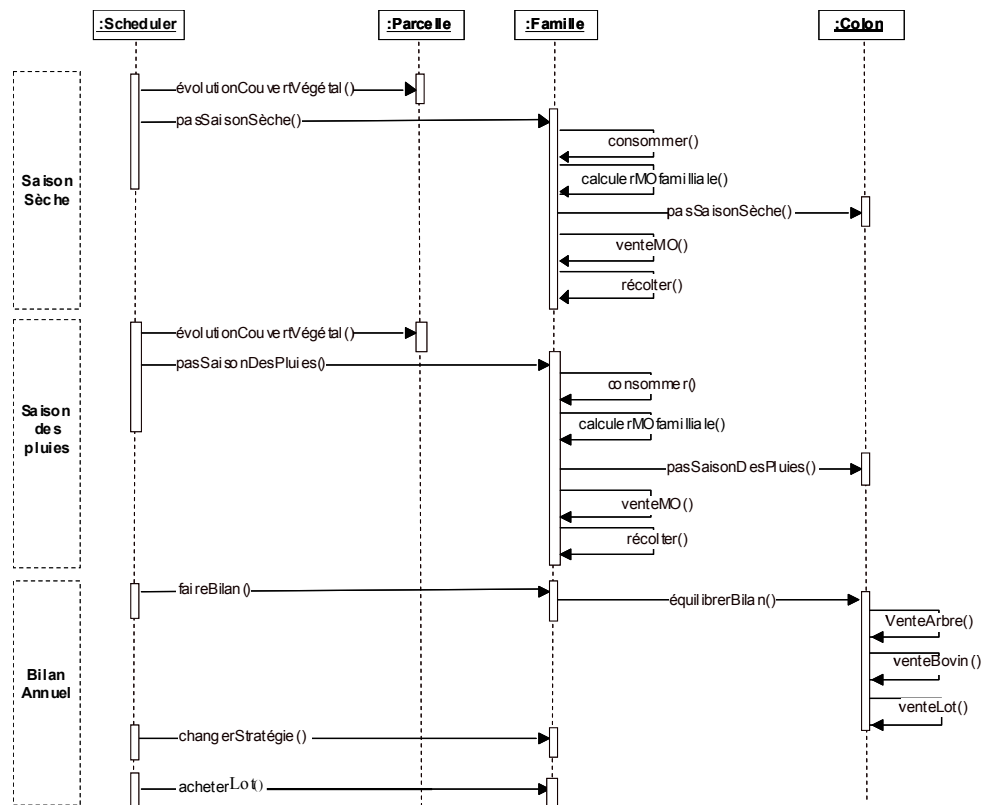 :Scheduler
:Parcelle
:Famille
:Colon
Saison
Sèche
évolutionCouvertVégétal()
pasSaisonSèche()
consommer()
calculerMOfamilliale()
pasSaisonSèche()
venteMO()
récolter()
Saison
des
pluies
évolutionCouvertVégétal()
pasSaisonDesPluies()
consommer()
calculerMOfamilliale()
pasSaisonDesPluies()
venteMO()
récolter()
Bilan
Annuel
faireBilan()
équilibrerBilan()
VenteArbre()
venteBovin()
venteLot()
changerStratégie()
acheterLot()